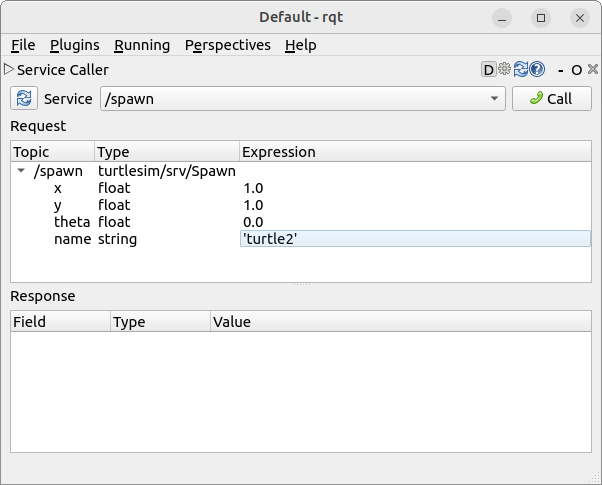 Default - rqt
File Plugins Running Perspectives Help
Service Caller D - O
Service /spawn Call
Request
Topic Type Expression
/spawn turtlesim/srv/Spawn
x float 1.0
y float 1.0
theta float 0.0
name string 'turtle2'
Response
Field Type Value